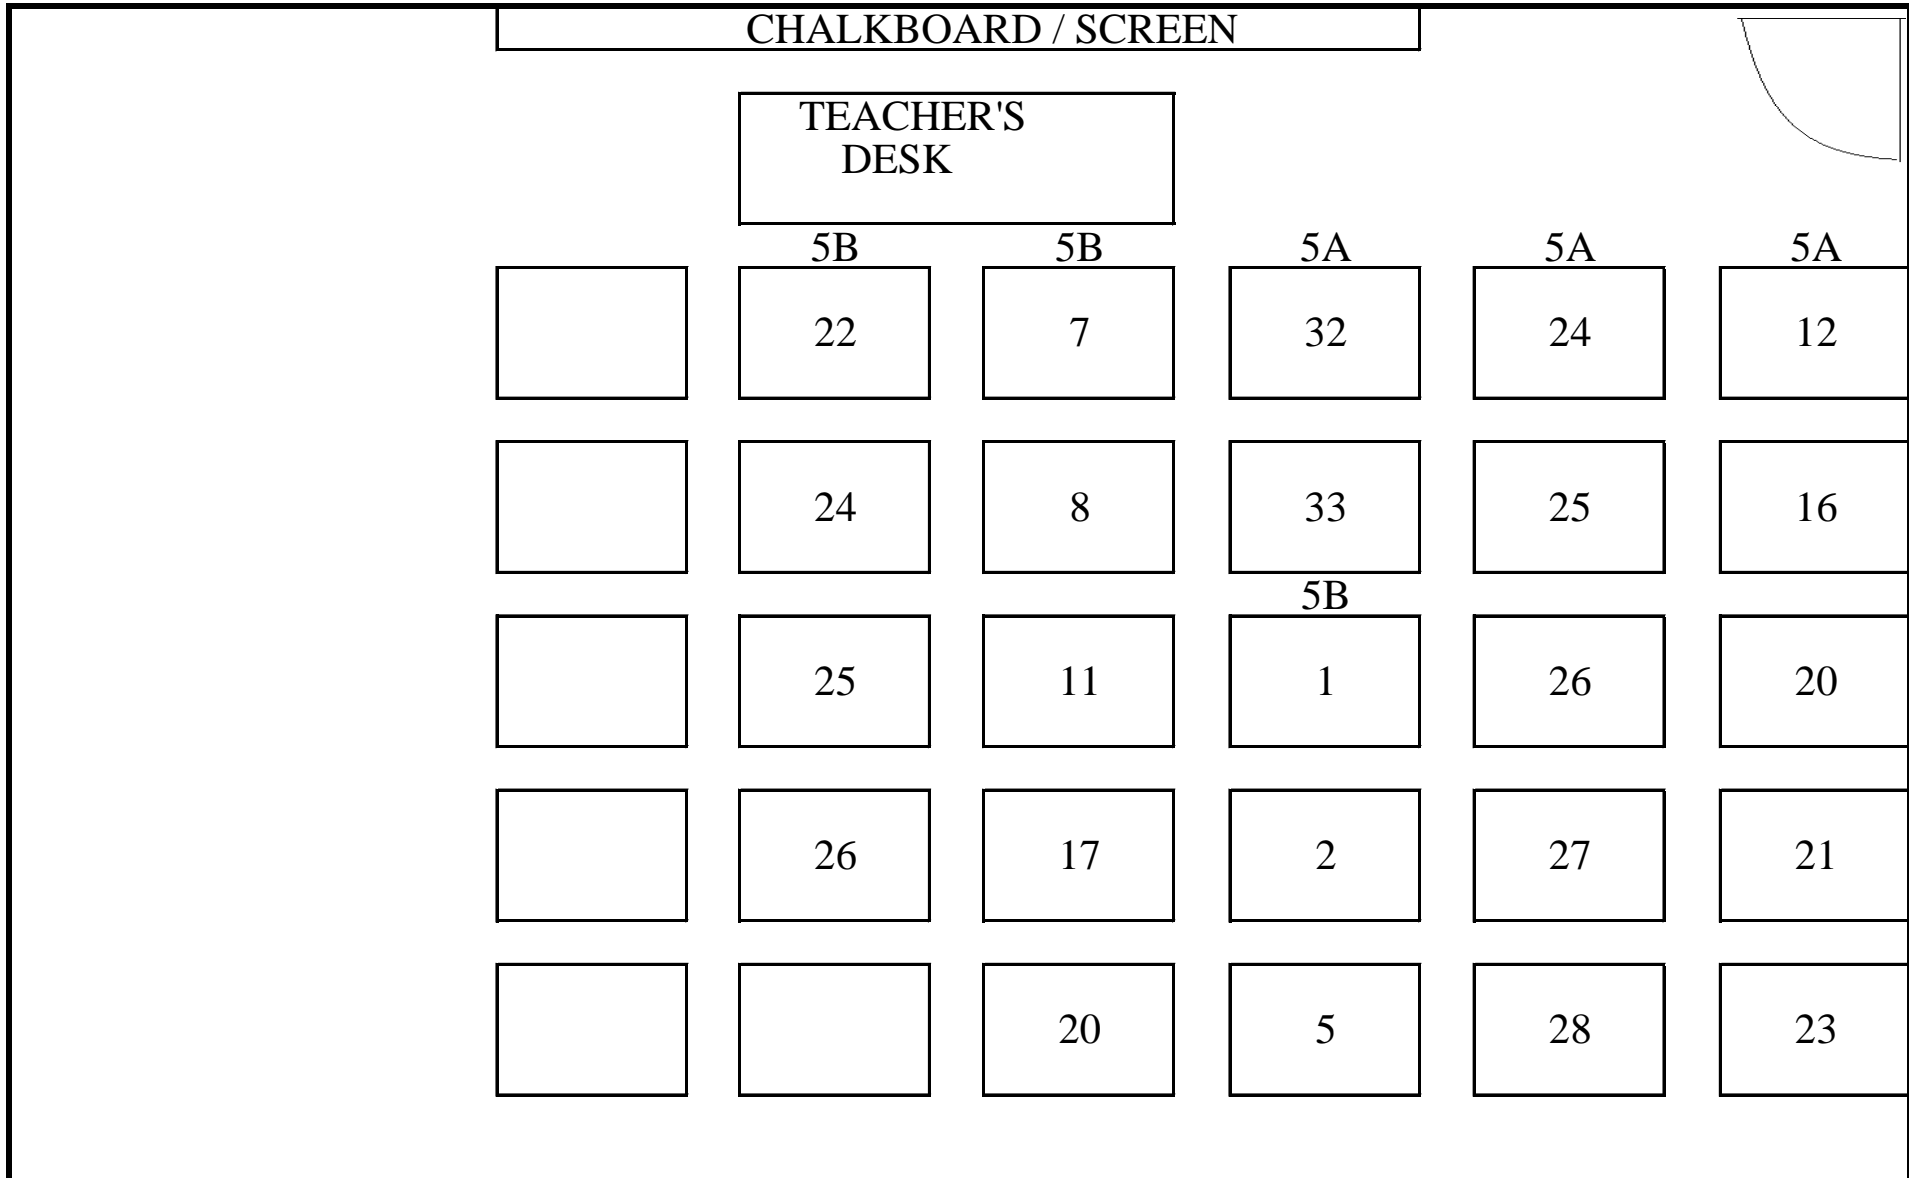 CHALKBOARD / SCREEN
TEACHER'S
DESK
5B 5B 5A 5A 5A
22 7 32 24 12
24 8 33 25 16
5B
25 11 1 26 20
26 17 2 27 21
20 5 28 23